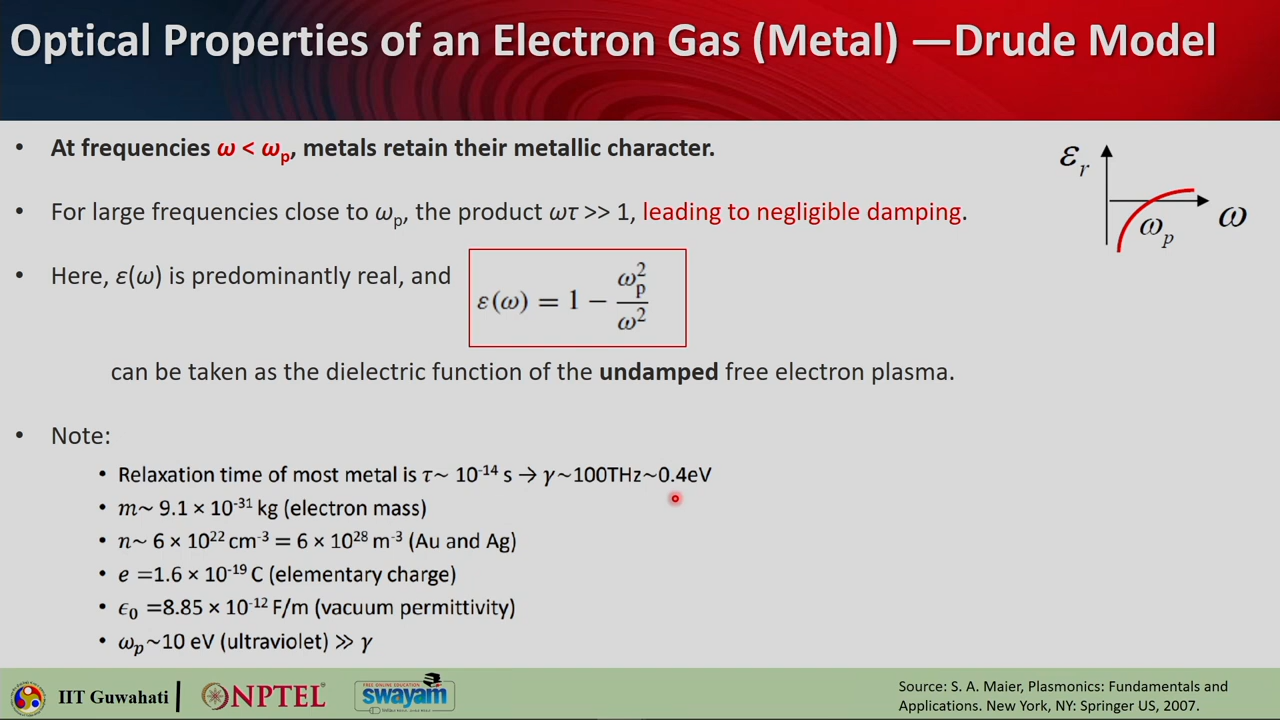 Optical Properties of an Electron Gas (Metal) —Drude Model
• At frequencies ω < ωp, metals retain their metallic character.
• For large frequencies close to ωp, the product ωτ >> 1, leading to negligible damping.
• Here, ε(ω) is predominantly real, and
ε(ω) = 1 − ωp²/ω²
can be taken as the dielectric function of the undamped free electron plasma.
εr
ω
ωp
• Note:
• Relaxation time of most metal is τ~ 10⁻¹⁴ s → γ~100THz~0.4eV
• m~ 9.1 × 10⁻³¹ kg (electron mass)
• n~ 6 × 10²² cm⁻³ = 6 × 10²⁸ m⁻³ (Au and Ag)
• e =1.6 × 10⁻¹⁹ C (elementary charge)
• ϵ₀ =8.85 × 10⁻¹² F/m (vacuum permittivity)
• ωp~10 eV (ultraviolet) ≫ γ
IIT Guwahati
NPTEL
FREE ONLINE EDUCATION
swayam
Source: S. A. Maier, Plasmonics: Fundamentals and
Applications. New York, NY: Springer US, 2007.